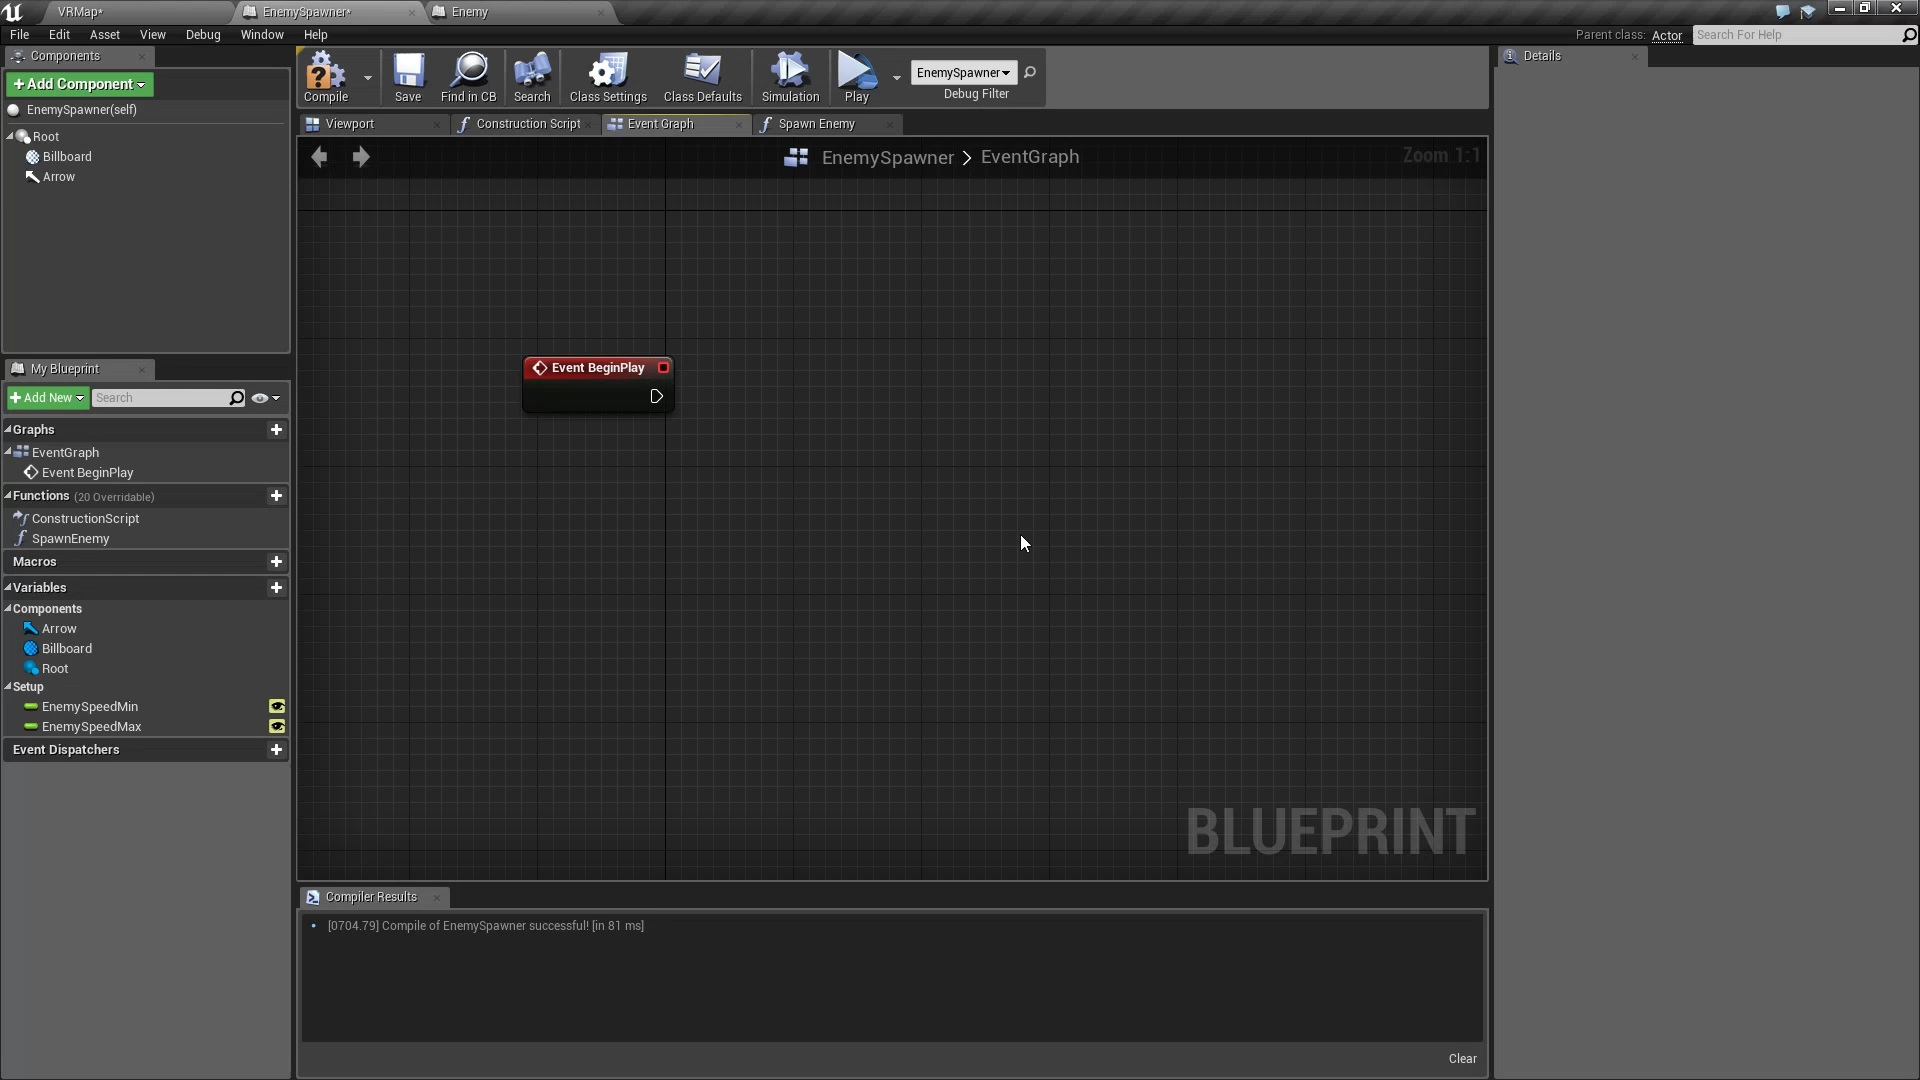 VRMap*
EnemySpawner*
Enemy
File Edit Asset View Debug Window Help
Parent class: Actor
Search For Help
Components
+ Add Component
EnemySpawner(self)
Root
Billboard
Arrow
My Blueprint
+ Add New
Search
Graphs
EventGraph
Event BeginPlay
Functions (20 Overridable)
ConstructionScript
SpawnEnemy
Macros
Variables
Components
Arrow
Billboard
Root
Setup
EnemySpeedMin
EnemySpeedMax
Event Dispatchers
Compile
Save
Find in CB
Search
Class Settings
Class Defaults
Simulation
Play
EnemySpawner
Debug Filter
Viewport
Construction Script
Event Graph
Spawn Enemy
EnemySpawner > EventGraph
Zoom 1:1
Event BeginPlay
BLUEPRINT
Compiler Results
[0704.79] Compile of EnemySpawner successful! [in 81 ms]
Clear
Details